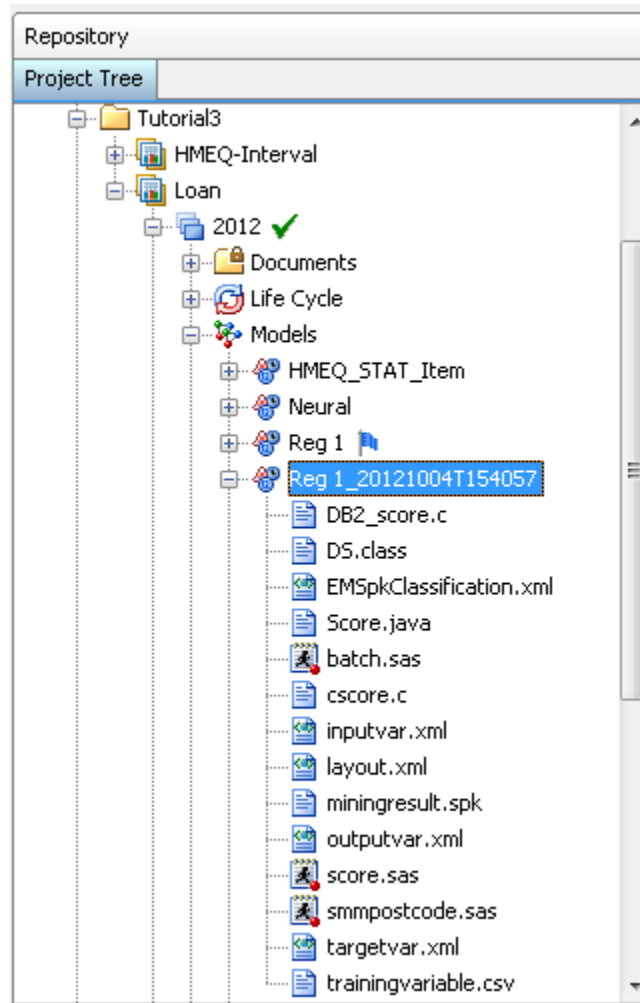 Repository
Project Tree
Tutorial3
HMEQ-Interval
Loan
2012
Documents
Life Cycle
Models
HMEQ_STAT_Item
Neural
Reg 1
Reg 1_20121004T154057
DB2_score.c
DS.class
EMSpkClassification.xml
Score.java
batch.sas
cscore.c
inputvar.xml
layout.xml
miningresult.spk
outputvar.xml
score.sas
smmpostcode.sas
targetvar.xml
trainingvariable.csv